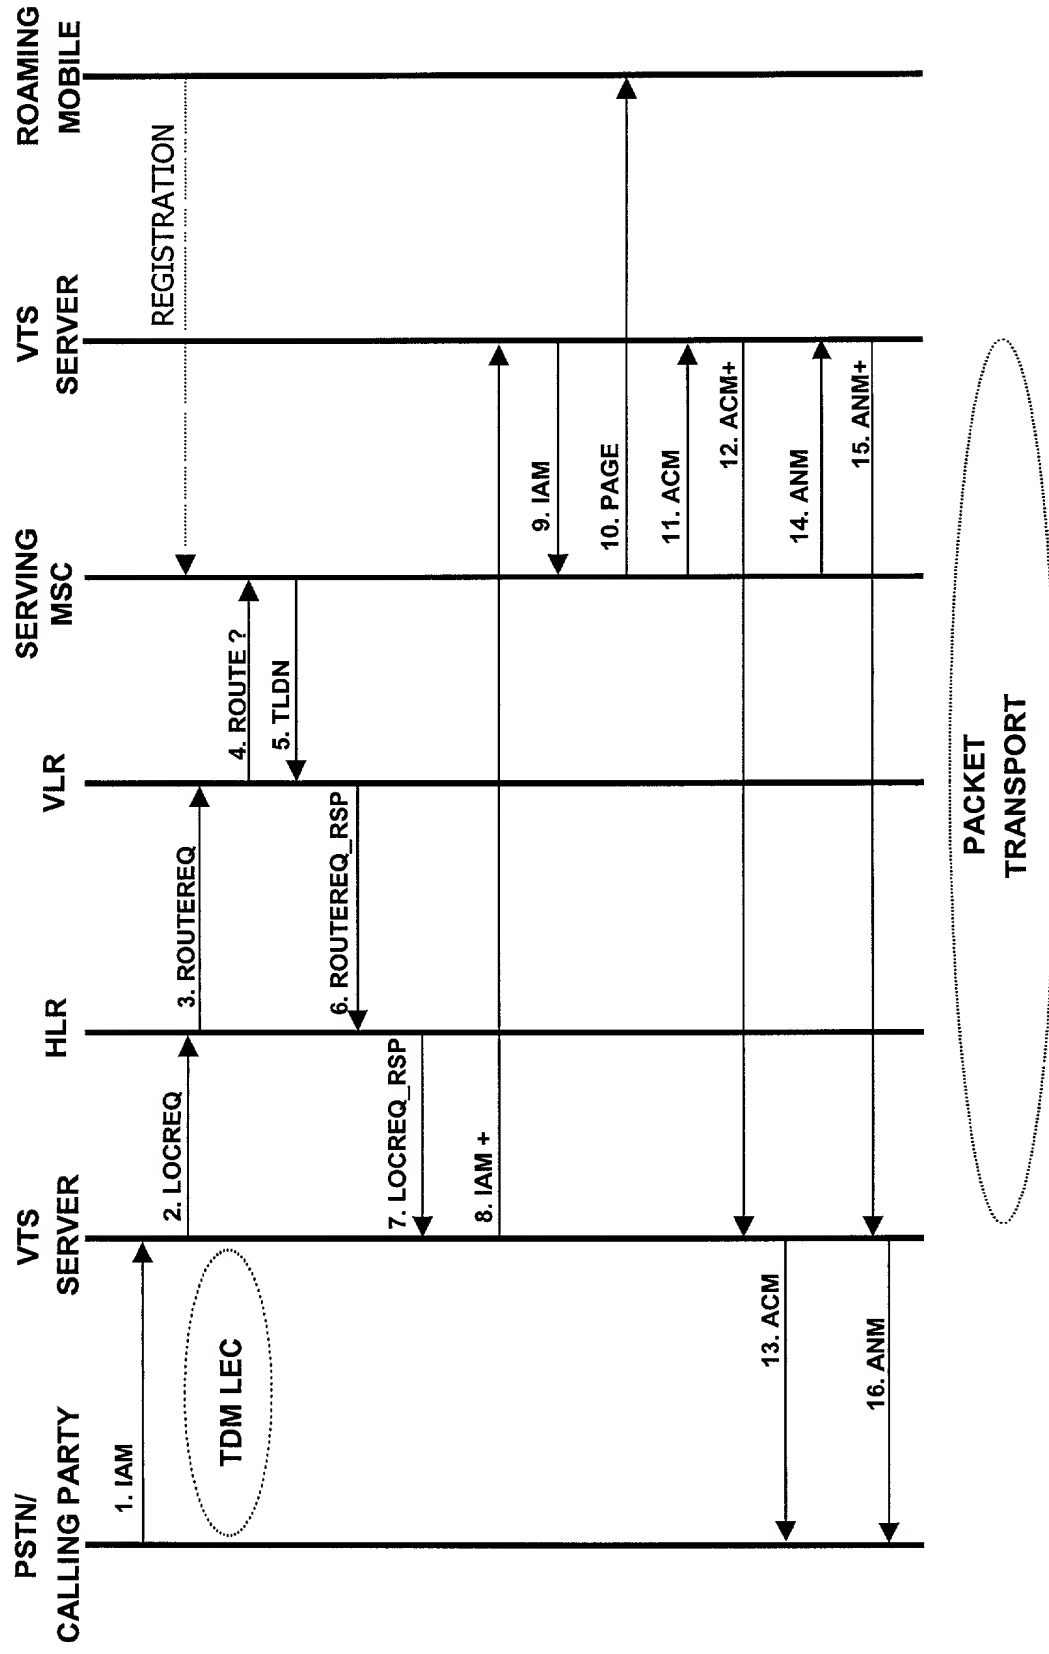 PSTN/
CALLING PARTY
VTS
SERVER
HLR
VLR
SERVING
MSC
VTS
SERVER
ROAMING
MOBILE
REGISTRATION
1. IAM
TDM LEC
2. LOCREQ
3. ROUTEREQ
4. ROUTE ?
5. TLDN
6. ROUTEREQ_RSP
7. LOCREQ_RSP
8. IAM +
9. IAM
10. PAGE
11. ACM
12. ACM+
13. ACM
14. ANM
15. ANM+
16. ANM
PACKET
TRANSPORT